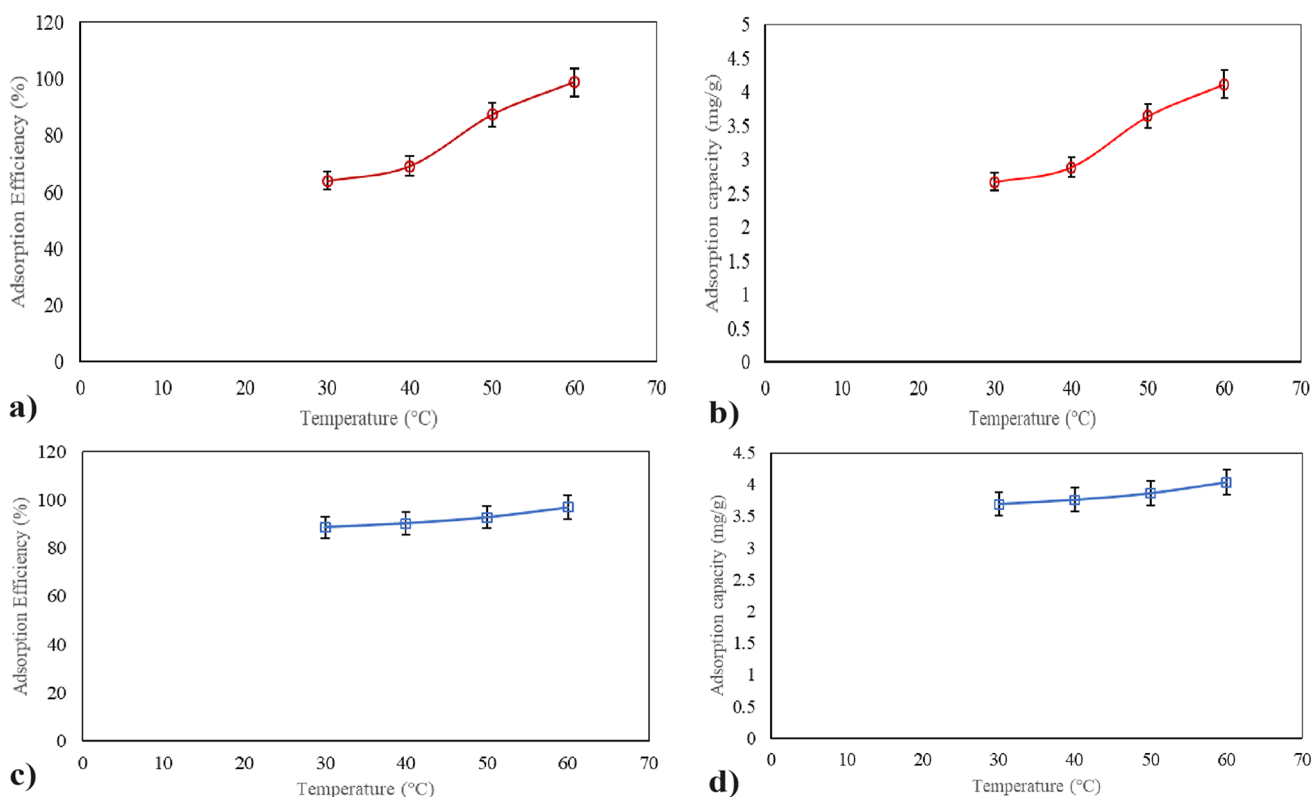 120
100
80
60
40
20
0
Adsorption Efficiency (%)
0 10 20 30 40 50 60 70
Temperature (°C)
a)
5
4.5
4
3.5
3
2.5
2
1.5
1
0.5
0
Adsorption capacity (mg/g)
0 10 20 30 40 50 60 70
Temperature (°C)
b)
120
100
80
60
40
20
0
Adsorption Efficiency (%)
0 10 20 30 40 50 60 70
Temperature (°C)
c)
4.5
4
3.5
3
2.5
2
1.5
1
0.5
0
Adsorption capacity (mg/g)
0 10 20 30 40 50 60 70
Temperature (°C)
d)